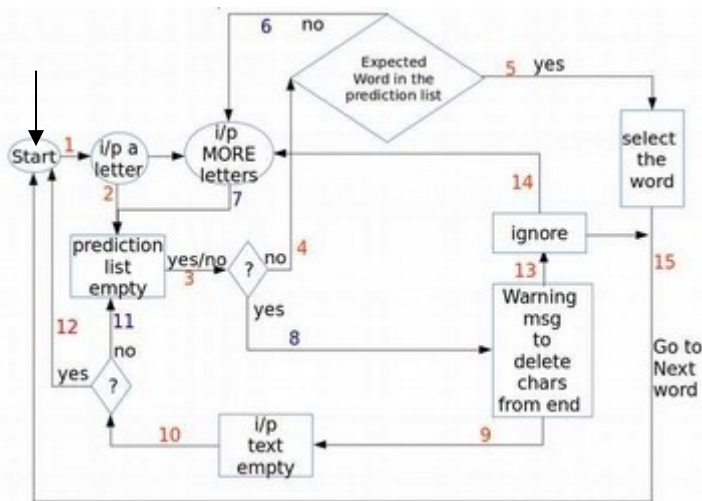 6 no
Expected
Word in the
prediction list
5 yes
Start
1
i/p a
letter
i/p
MORE
letters
select
the
word
2
7
14
prediction
list
empty
yes/no
3
?
no
4
ignore
13
15
yes
8
Warning
msg
to
delete
chars
from end
12
11
no
yes
?
Go to
Next
word
10
i/p
text
empty
9